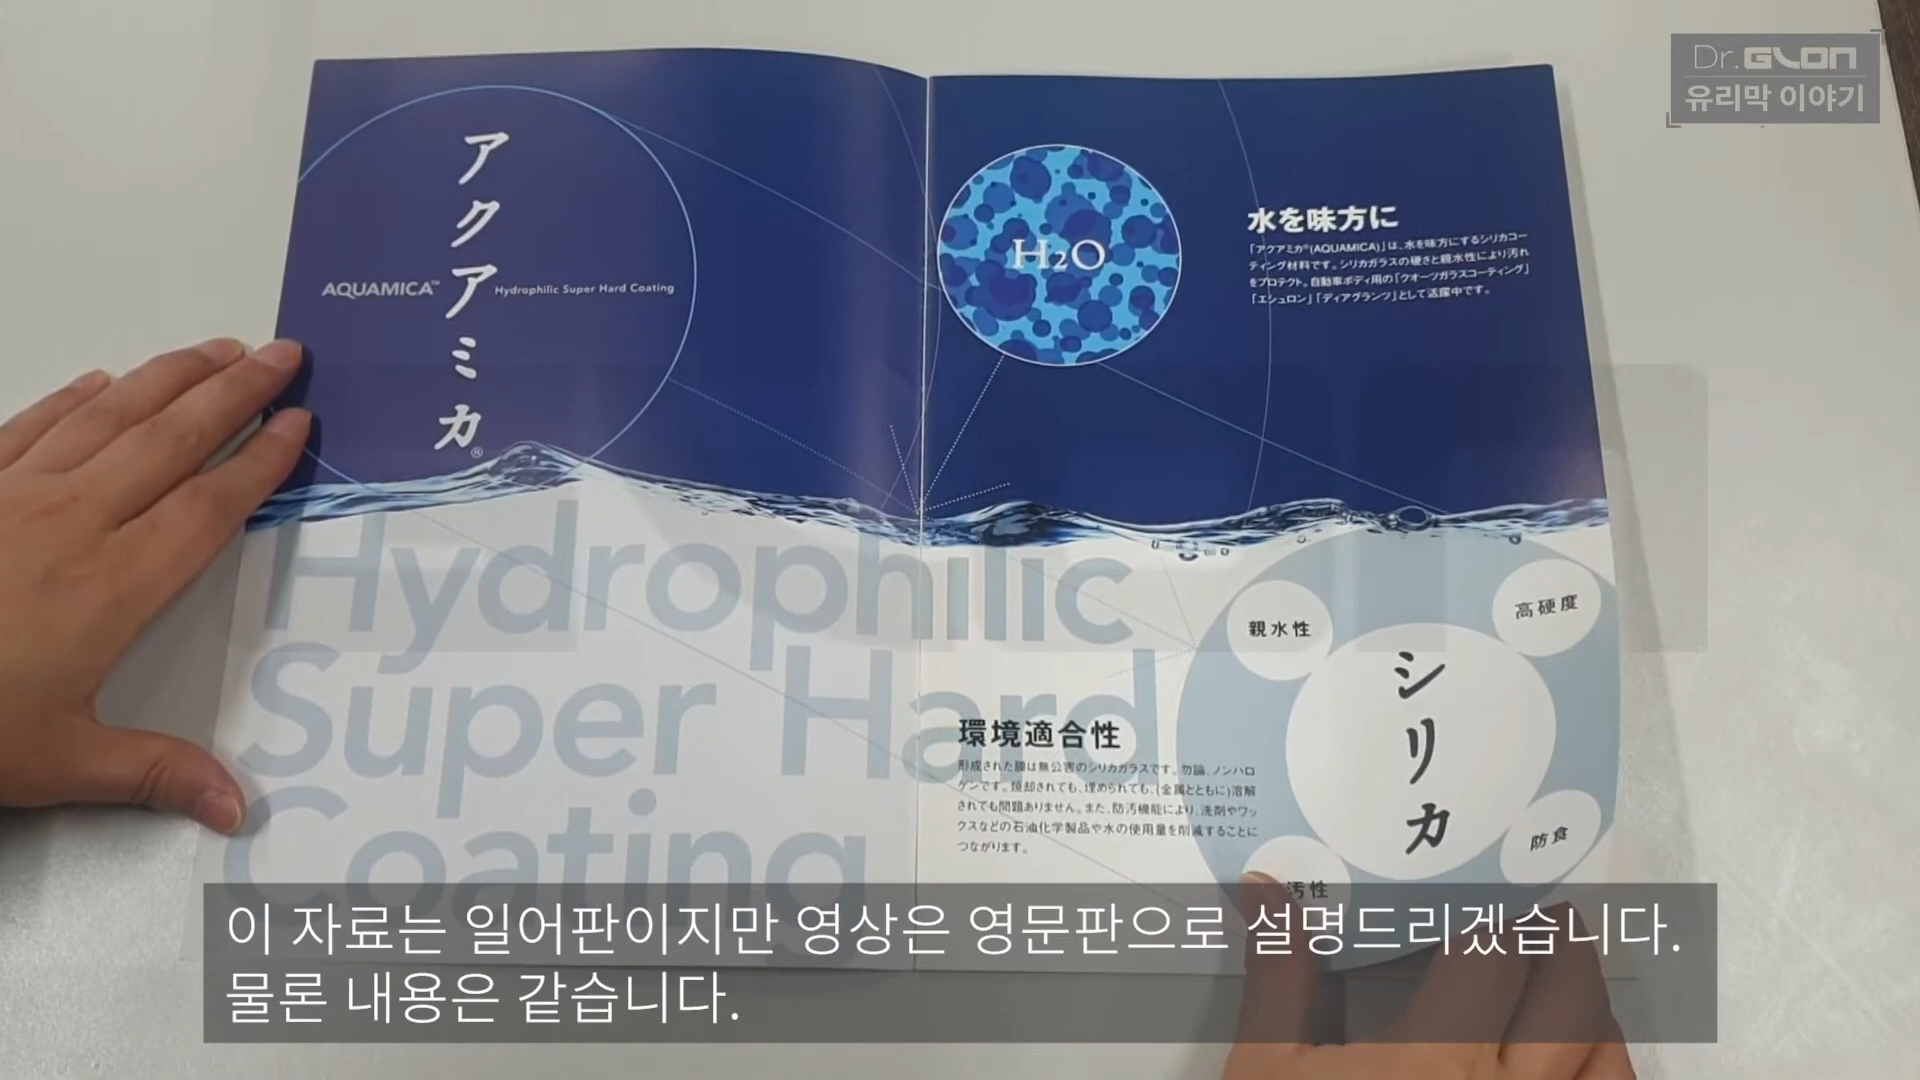 Dr.GLON
유리막 이야기
アクアミカ®
AQUAMICA™ Hydrophilic Super Hard Coating
H₂O
水を味方に
「アクアミカ®(AQUAMICA)」は、水を味方にするシリカコー
ティング材料です。シリカガラスの硬さと親水性により汚れ
をプロテクト。自動車ボディ用の「クオーツガラスコーティング」
「エシュロン」「ディアグランツ」として活躍中です。
Hydrophilic
Super Hard
Coating
親水性
高硬度
シリカ
防食
汚性
環境適合性
形成された膜は無公害のシリカガラスです。勿論、ノンハロ
ゲンです。焼却されても、埋められても、(金属とともに)溶解
されても問題ありません。また、防汚機能により、洗剤やワッ
クスなどの石油化学製品や水の使用量を削減することに
つながります。
이 자료는 일어판이지만 영상은 영문판으로 설명드리겠습니다.
물론 내용은 같습니다.